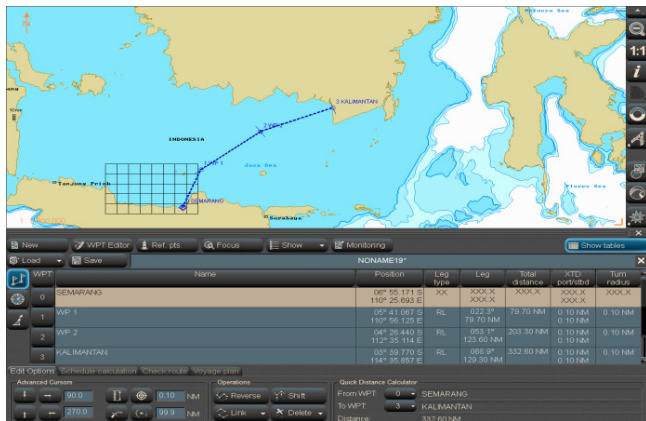 Makassar Sea
1:1
3 KALIMANTAN
2 WP 2
INDONESIA
1 WP 1
Java Sea
Tanjung Priok
0 SEMARANG
Surabaya
Flores Sea
New
WPT Editor
Ref. pts.
Focus
Show
Monitoring
Show tables
Load
Save
NONAME19*
WPT Name Position Leg type Leg Total distance XTD port/stbd Turn radius
0 SEMARANG 06° 55.171 S 110° 25.693 E XX XXX.X XXX.X XXX.X XXX.X XXX.X XXX.X
1 WP 1 05° 41.067 S 110° 56.125 E RL 022.3° 79.70 NM 79.70 NM 0.10 NM 0.10 NM 0.10 NM
2 WP 2 04° 26.440 S 112° 35.114 E RL 053.1° 123.60 NM 203.30 NM 0.10 NM 0.10 NM 0.10 NM
3 KALIMANTAN 03° 39.770 S 114° 35.857 E RL 068.9° 129.30 NM 332.60 NM 0.10 NM 0.10 NM 0.10 NM
Edit Options Schedule calculation Check route Voyage plan
Advanced Cursors
90.0
0.10 NM
270.0
99.9 NM
Operations
Reverse
Shift
Link
Delete
Quick Distance Calculator
From WPT: 0 SEMARANG
To WPT: 3 KALIMANTAN
Distance: 332.60 NM